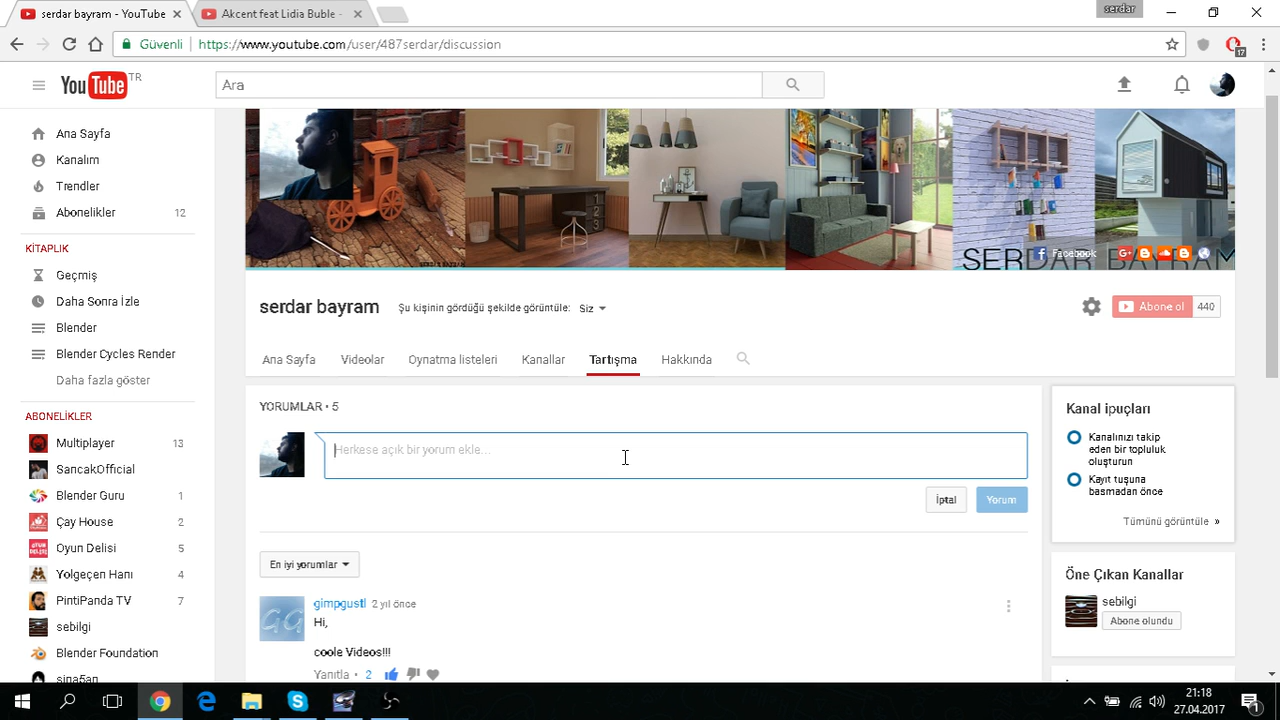 serdar bayram - YouTube
Akcent feat Lidia Buble -
serdar
Güvenli
https://www.youtube.com/user/487serdar/discussion
17
YouTube TR
Ara
Ana Sayfa
Kanalım
Trendler
Abonelikler 12
KİTAPLIK
Geçmiş
Daha Sonra İzle
Blender
Blender Cycles Render
Daha fazla göster
ABONELİKLER
Multiplayer 13
SancakOfficial
Blender Guru 1
Çay House 2
Oyun Delisi 5
Yolgeçen Hanı 4
PintiPanda TV 7
sebilgi
Blender Foundation
sina5an
SERDAR BAYRAM
Facebook
serdar bayram
Şu kişinin gördüğü şekilde görüntüle: Siz
Abone ol 440
Ana Sayfa
Videolar
Oynatma listeleri
Kanallar
Tartışma
Hakkında
YORUMLAR • 5
Herkese açık bir yorum ekle...
İptal
Yorum
En iyi yorumlar
gimpgustl 2 yıl önce
Hi,
coole Videos!!!
Yanıtla • 2
Kanal ipuçları
Kanalınızı takip
eden bir topluluk
oluşturun
Kayıt tuşuna
basmadan önce
Tümünü görüntüle »
Öne Çıkan Kanallar
sebilgi
Abone olundu
21:18
27.04.2017
1